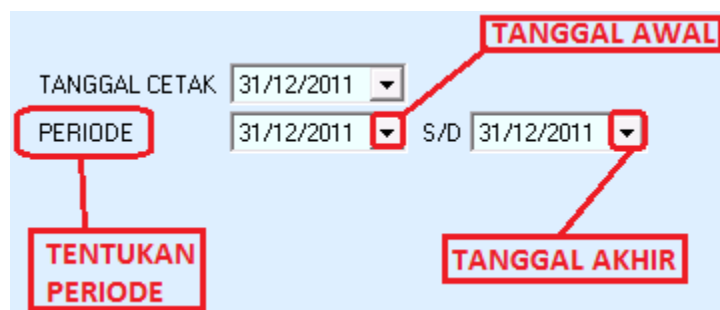 TANGGAL AWAL
TANGGAL CETAK 31/12/2011
PERIODE 31/12/2011 S/D 31/12/2011
TENTUKAN
PERIODE
TANGGAL AKHIR